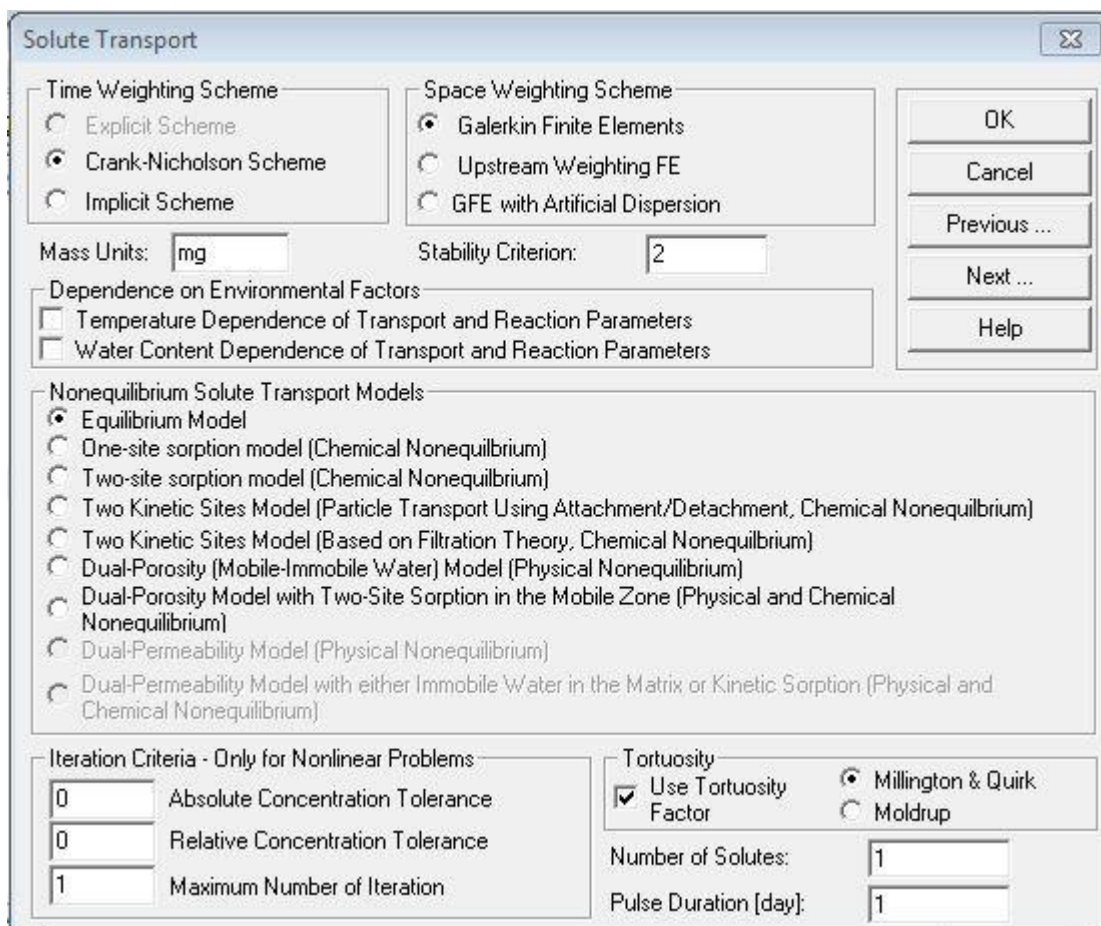 Solute Transport
Time Weighting Scheme
Explicit Scheme
Crank-Nicholson Scheme
Implicit Scheme
Space Weighting Scheme
Galerkin Finite Elements
Upstream Weighting FE
GFE with Artificial Dispersion
OK
Cancel
Previous ...
Next ...
Help
Mass Units: mg
Stability Criterion: 2
Dependence on Environmental Factors
Temperature Dependence of Transport and Reaction Parameters
Water Content Dependence of Transport and Reaction Parameters
Nonequilibrium Solute Transport Models
Equilibrium Model
One-site sorption model (Chemical Nonequilbrium)
Two-site sorption model (Chemical Nonequilbrium)
Two Kinetic Sites Model (Particle Transport Using Attachment/Detachment, Chemical Nonequilbrium)
Two Kinetic Sites Model (Based on Filtration Theory, Chemical Nonequilbrium)
Dual-Porosity (Mobile-Immobile Water) Model (Physical Nonequilibrium)
Dual-Porosity Model with Two-Site Sorption in the Mobile Zone (Physical and Chemical
Nonequilibrium)
Dual-Permeability Model (Physical Nonequilibrium)
Dual-Permeability Model with either Immobile Water in the Matrix or Kinetic Sorption (Physical and
Chemical Nonequilibrium)
Iteration Criteria - Only for Nonlinear Problems
0 Absolute Concentration Tolerance
0 Relative Concentration Tolerance
1 Maximum Number of Iteration
Tortuosity
Use Tortuosity
Factor
Millington & Quirk
Moldrup
Number of Solutes: 1
Pulse Duration [day]: 1